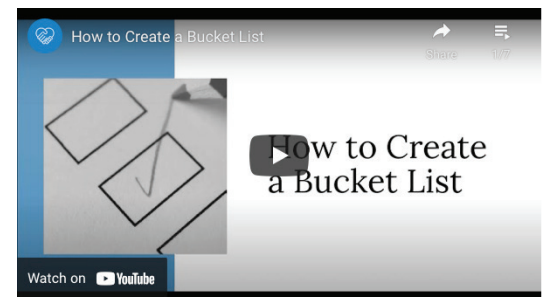 How to Create a Bucket List
Share
1/7
How to Create
a Bucket List
Watch on YouTube